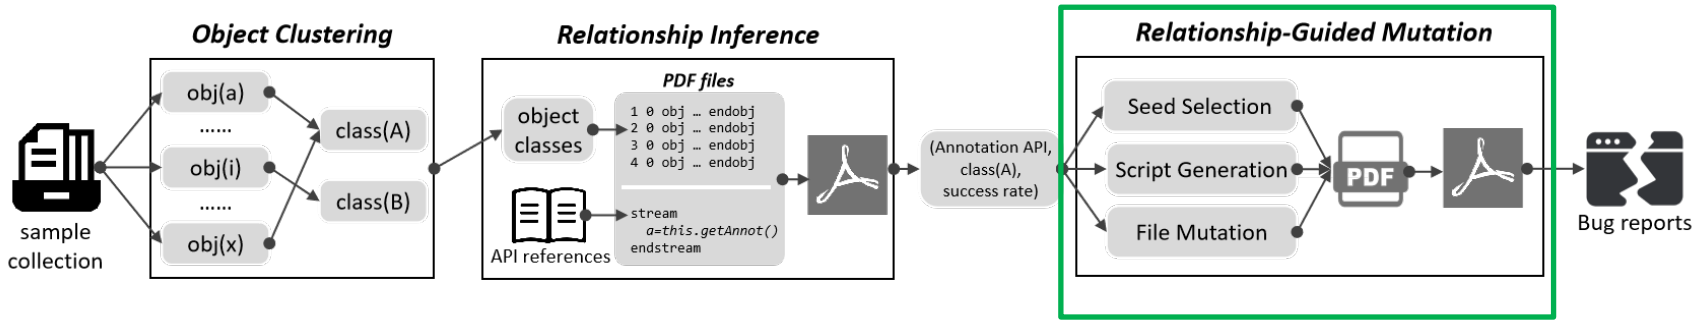 Object Clustering
Relationship Inference
Relationship-Guided Mutation
sample
collection
obj(a)
......
obj(i)
......
obj(x)
class(A)
class(B)
object
classes
API references
PDF files
1 0 obj … endobj
2 0 obj … endobj
3 0 obj … endobj
4 0 obj … endobj
stream
a=this.getAnnot()
endstream
(Annotation API,
class(A),
success rate)
Seed Selection
Script Generation
File Mutation
PDF
Bug reports